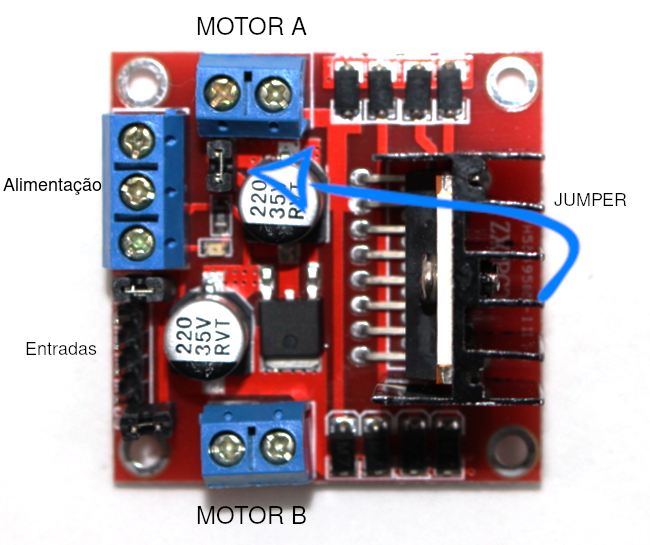 MOTOR A
Alimentação
JUMPER
220
35V
RVT
220
35V
RVT
Entradas
MOTOR B